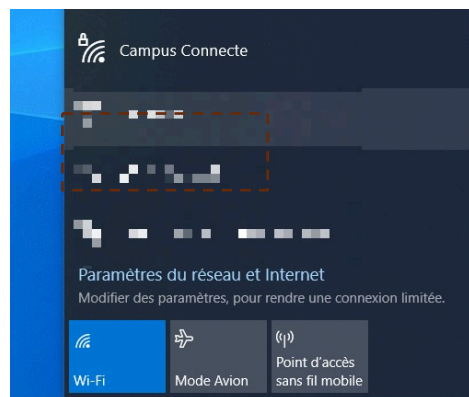 Campus Connecte
Paramètres du réseau et Internet
Modifier des paramètres, pour rendre une connexion limitée.
Wi-Fi
Mode Avion
Point d'accès
sans fil mobile